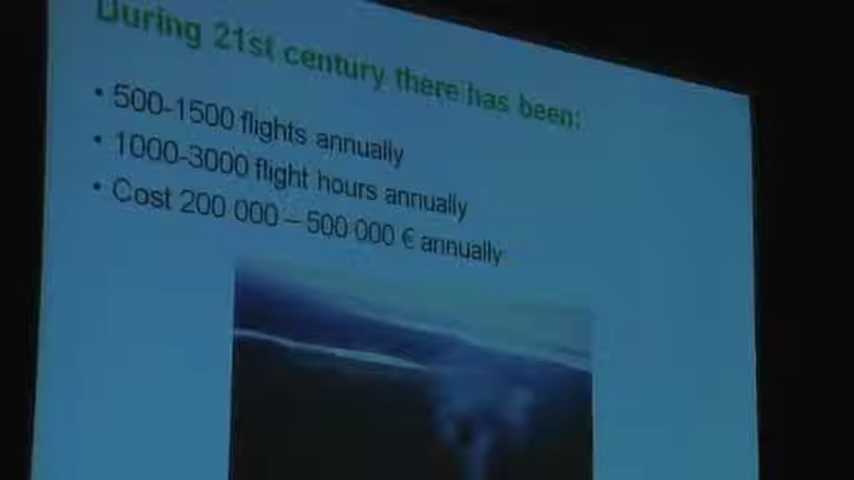 During 21st century there has been:
• 500-1500 flights annually
• 1000-3000 flight hours annually
• Cost 200 000 – 500 000 € annually